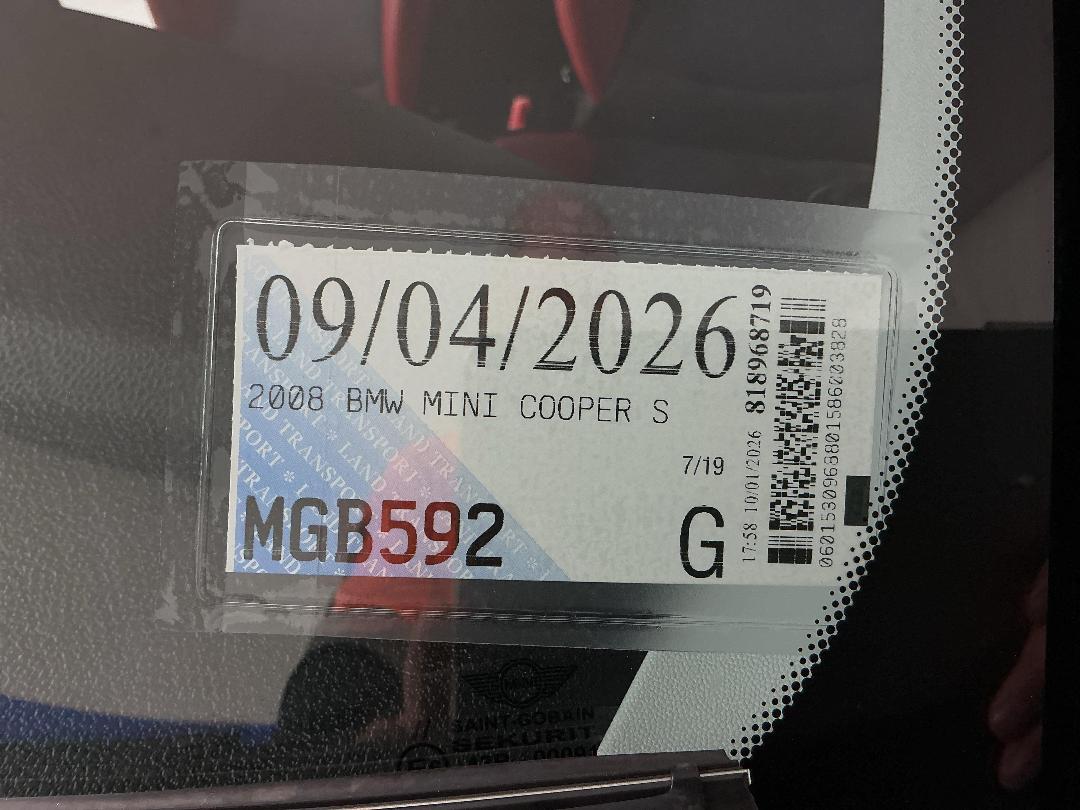 09/04/2026
2008 BMW MINI COOPER S
7/19
MGB592
G
17:58 10/01/2026 818968719
SAINT-GOBAIN
SEKURIT